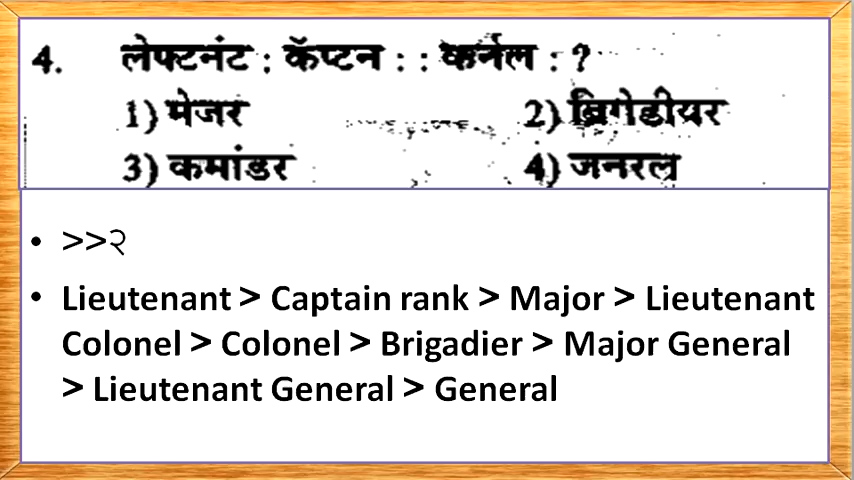 4. लेफ्टनंट : कॅप्टन : : कर्नल : ?
1) मेजर 2) ब्रिगेडीयर
3) कमांडर 4) जनरल
• >>२
• Lieutenant > Captain rank > Major > Lieutenant
Colonel > Colonel > Brigadier > Major General
> Lieutenant General > General